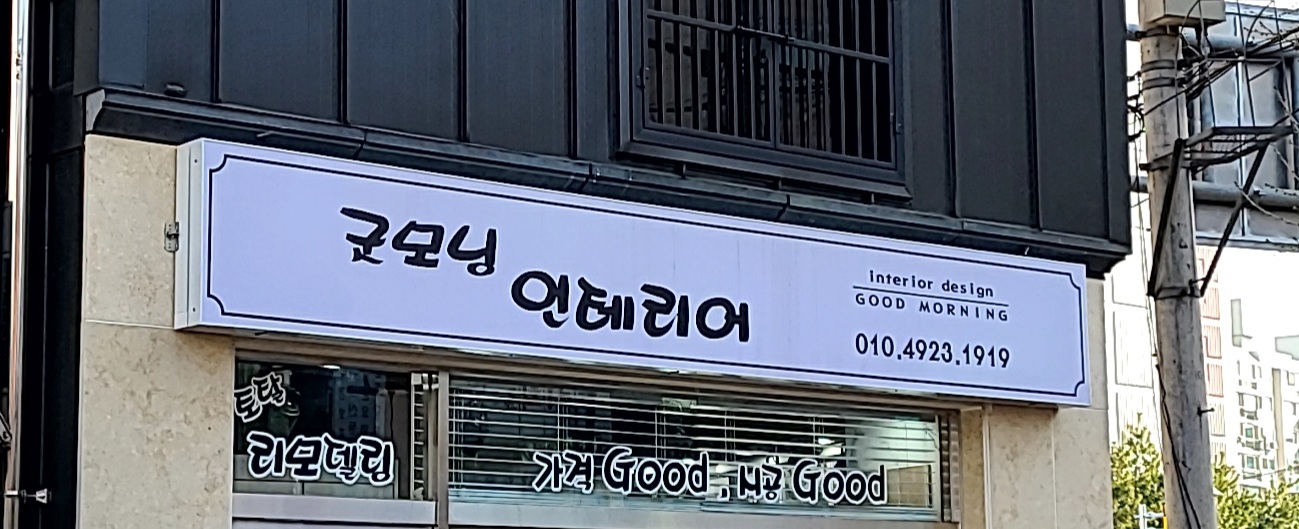 굿모닝
인테리어
interior design
GOOD MORNING
010.4923.1919
토탈
리모델링
가격 Good , 시공 Good